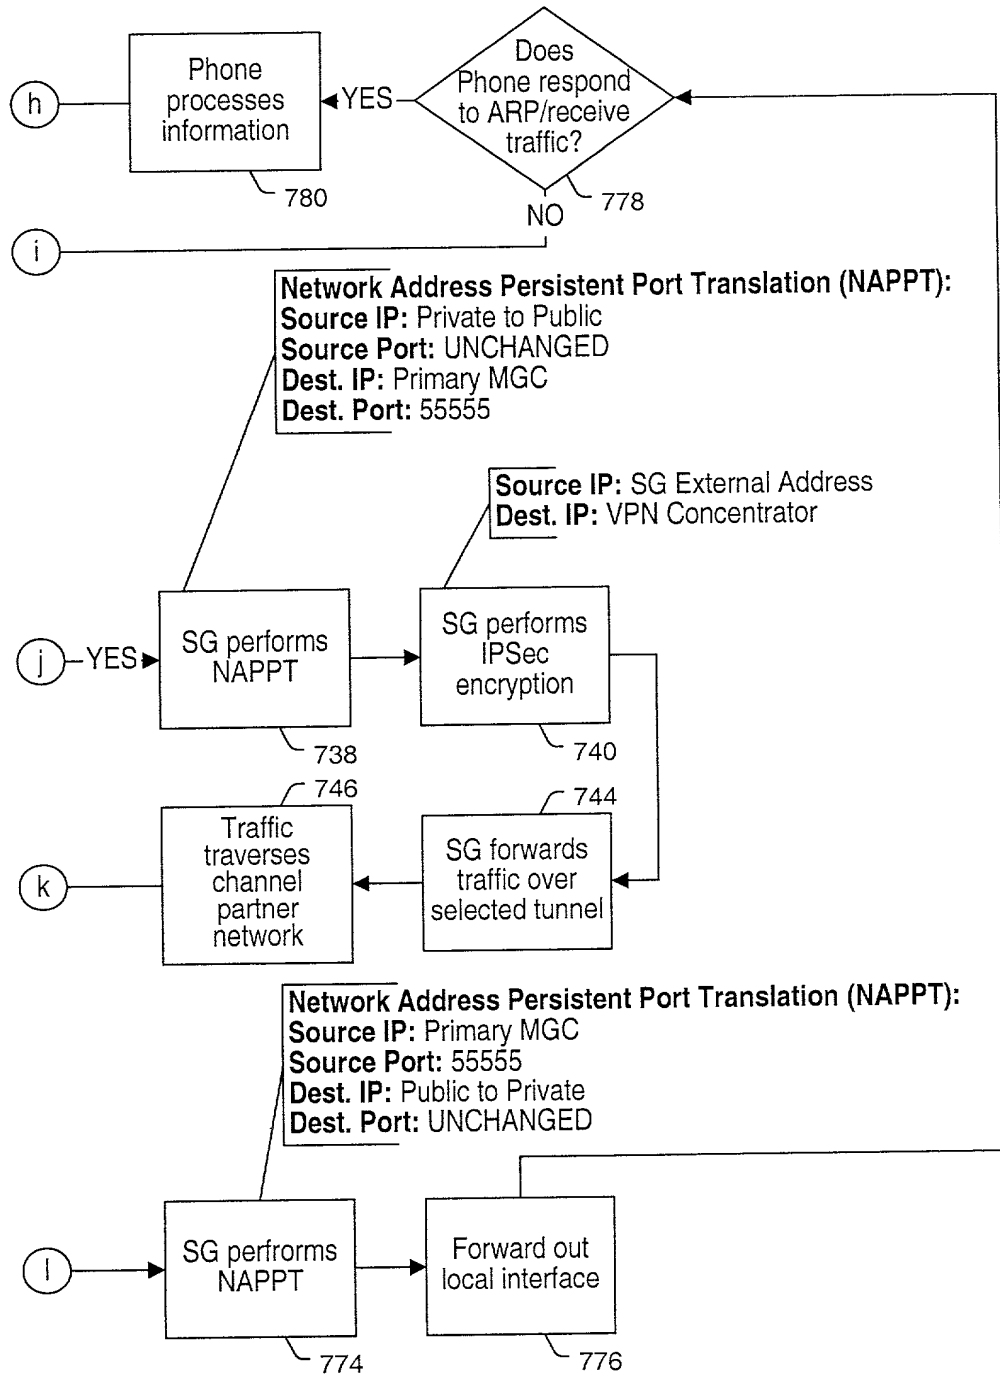 Does
Phone respond
to ARP/receive
traffic?
YES
Phone
processes
information
h
780
778
NO
i
Network Address Persistent Port Translation (NAPPT):
Source IP: Private to Public
Source Port: UNCHANGED
Dest. IP: Primary MGC
Dest. Port: 55555
Source IP: SG External Address
Dest. IP: VPN Concentrator
j
YES
SG performs
NAPPT
SG performs
IPSec
encryption
738
740
746
744
k
Traffic
traverses
channel
partner
network
SG forwards
traffic over
selected tunnel
Network Address Persistent Port Translation (NAPPT):
Source IP: Primary MGC
Source Port: 55555
Dest. IP: Public to Private
Dest. Port: UNCHANGED
l
SG perfrorms
NAPPT
Forward out
local interface
774
776